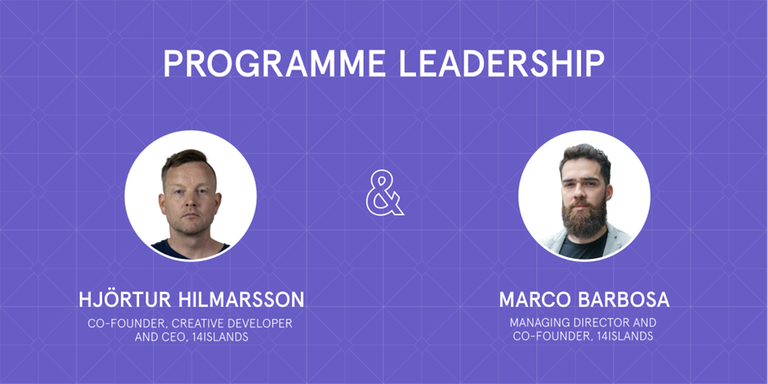 PROGRAMME LEADERSHIP
&
HJÖRTUR HILMARSSON
CO-FOUNDER, CREATIVE DEVELOPER
AND CEO, 14ISLANDS
MARCO BARBOSA
MANAGING DIRECTOR AND
CO-FOUNDER, 14ISLANDS